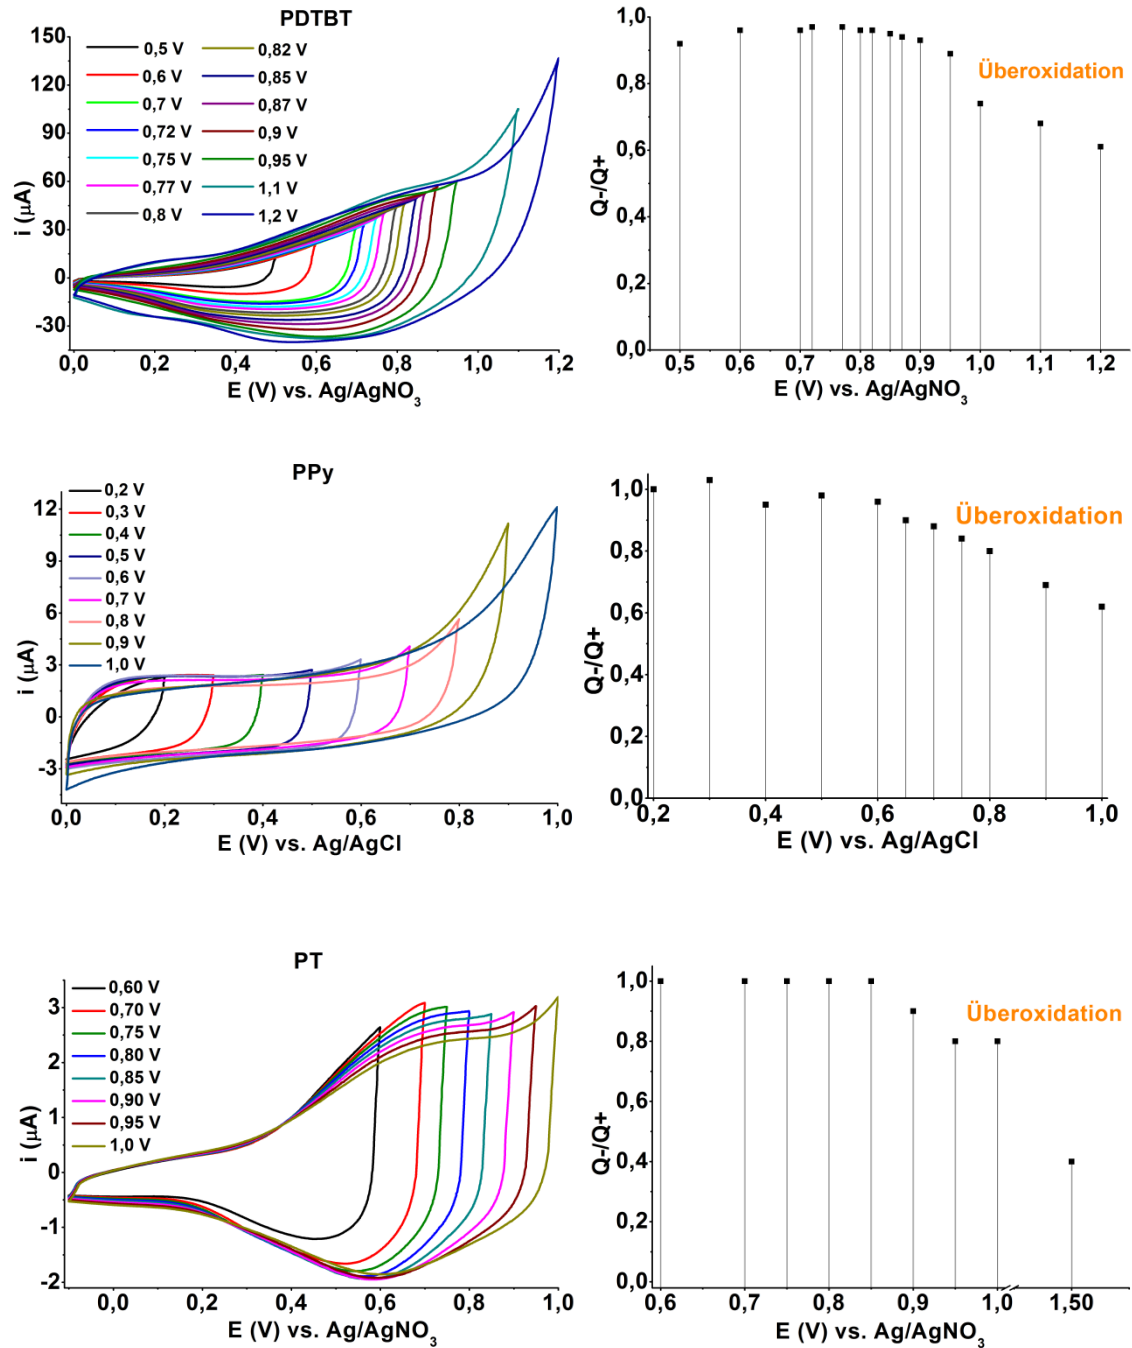 PDTBT
150
120
90
60
30
0
-30
i (µA)
0,5 V
0,6 V
0,7 V
0,72 V
0,75 V
0,77 V
0,8 V
0,82 V
0,85 V
0,87 V
0,9 V
0,95 V
1,1 V
1,2 V
0,0 0,2 0,4 0,6 0,8 1,0 1,2
E (V) vs. Ag/AgNO₃
1,0
0,8
0,6
0,4
0,2
0,0
Q-/Q+
Überoxidation
0,5 0,6 0,7 0,8 0,9 1,0 1,1 1,2
E (V) vs. Ag/AgNO₃
PPy
12
9
6
3
0
-3
i (µA)
0,2 V
0,3 V
0,4 V
0,5 V
0,6 V
0,7 V
0,8 V
0,9 V
1,0 V
0,0 0,2 0,4 0,6 0,8 1,0
E (V) vs. Ag/AgCl
1,0
0,8
0,6
0,4
0,2
0,0
Q-/Q+
Überoxidation
0,2 0,4 0,6 0,8 1,0
E (V) vs. Ag/AgCl
PT
3
2
1
0
-1
-2
i (µA)
0,60 V
0,70 V
0,75 V
0,80 V
0,85 V
0,90 V
0,95 V
1,0 V
0,0 0,2 0,4 0,6 0,8 1,0
E (V) vs. Ag/AgNO₃
1,0
0,8
0,6
0,4
0,2
0,0
Q-/Q+
Überoxidation
0,6 0,7 0,8 0,9 1,0 1,50
E (V) vs. Ag/AgNO₃